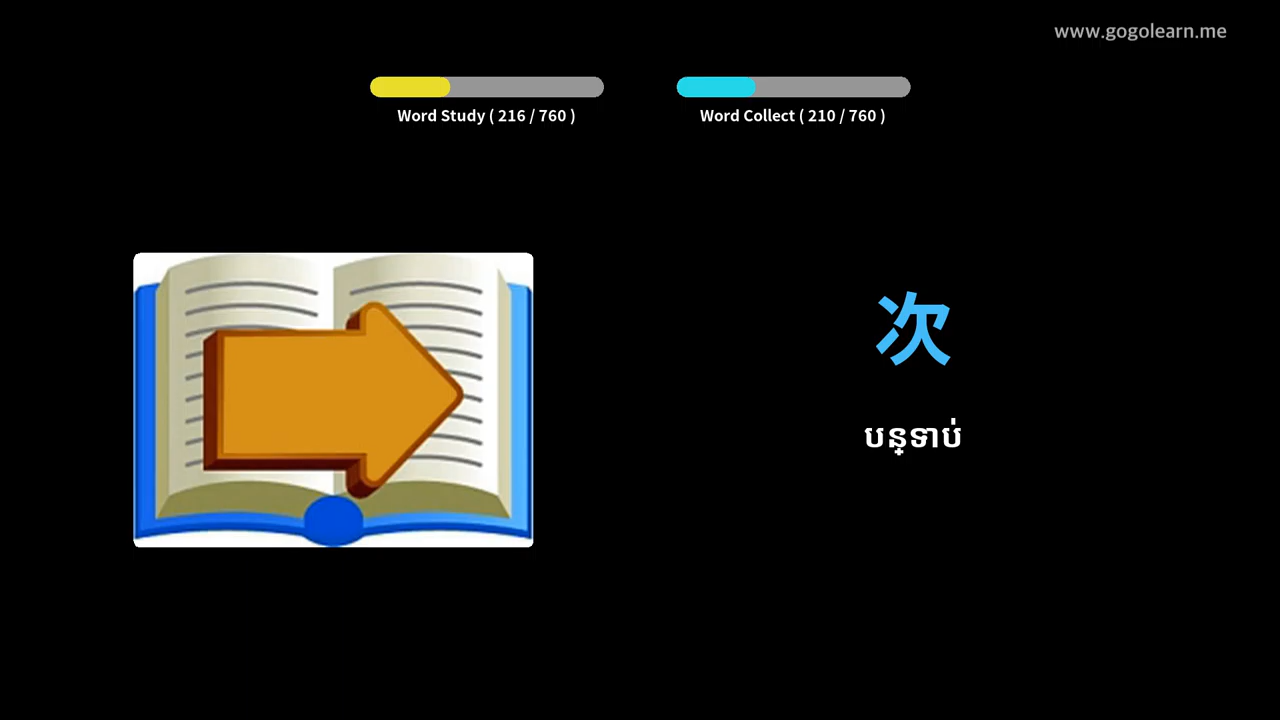 www.gogolearn.me
Word Study ( 216 / 760 )
Word Collect ( 210 / 760 )
次
បន្ទាប់